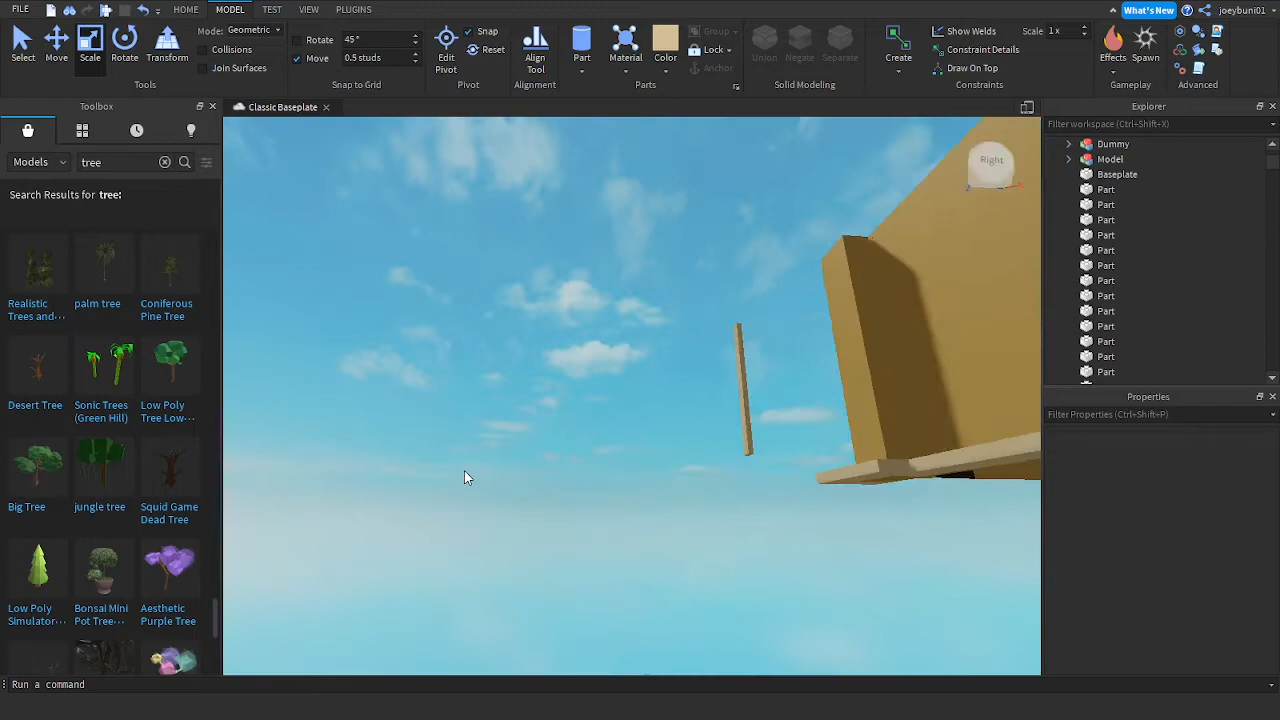 FILE HOME MODEL TEST VIEW PLUGINS What's New joeybuni01
Select Move Scale Rotate Transform
Mode: Geometric
Collisions
Join Surfaces
Tools
Rotate 45°
Move 0.5 studs
Snap to Grid
Edit Pivot
Snap
Reset
Pivot
Align Tool
Alignment
Part Material Color
Group
Lock
Anchor
Parts
Union Negate Separate
Solid Modeling
Create
Show Welds Scale 1 x
Constraint Details
Draw On Top
Constraints
Effects Spawn
Gameplay
Advanced
Toolbox
Models tree
Search Results for tree:
Realistic Trees and··· palm tree Coniferous Pine Tree
Desert Tree Sonic Trees (Green Hill) Low Poly Tree Low···
Big Tree jungle tree Squid Game Dead Tree
Low Poly Simulator··· Bonsai Mini Pot Tree··· Aesthetic Purple Tree
Classic Baseplate
Right
Explorer
Filter workspace (Ctrl+Shift+X)
Dummy
Model
Baseplate
Part
Part
Part
Part
Part
Part
Part
Part
Part
Part
Part
Part
Part
Properties
Filter Properties (Ctrl+Shift+P)
Run a command